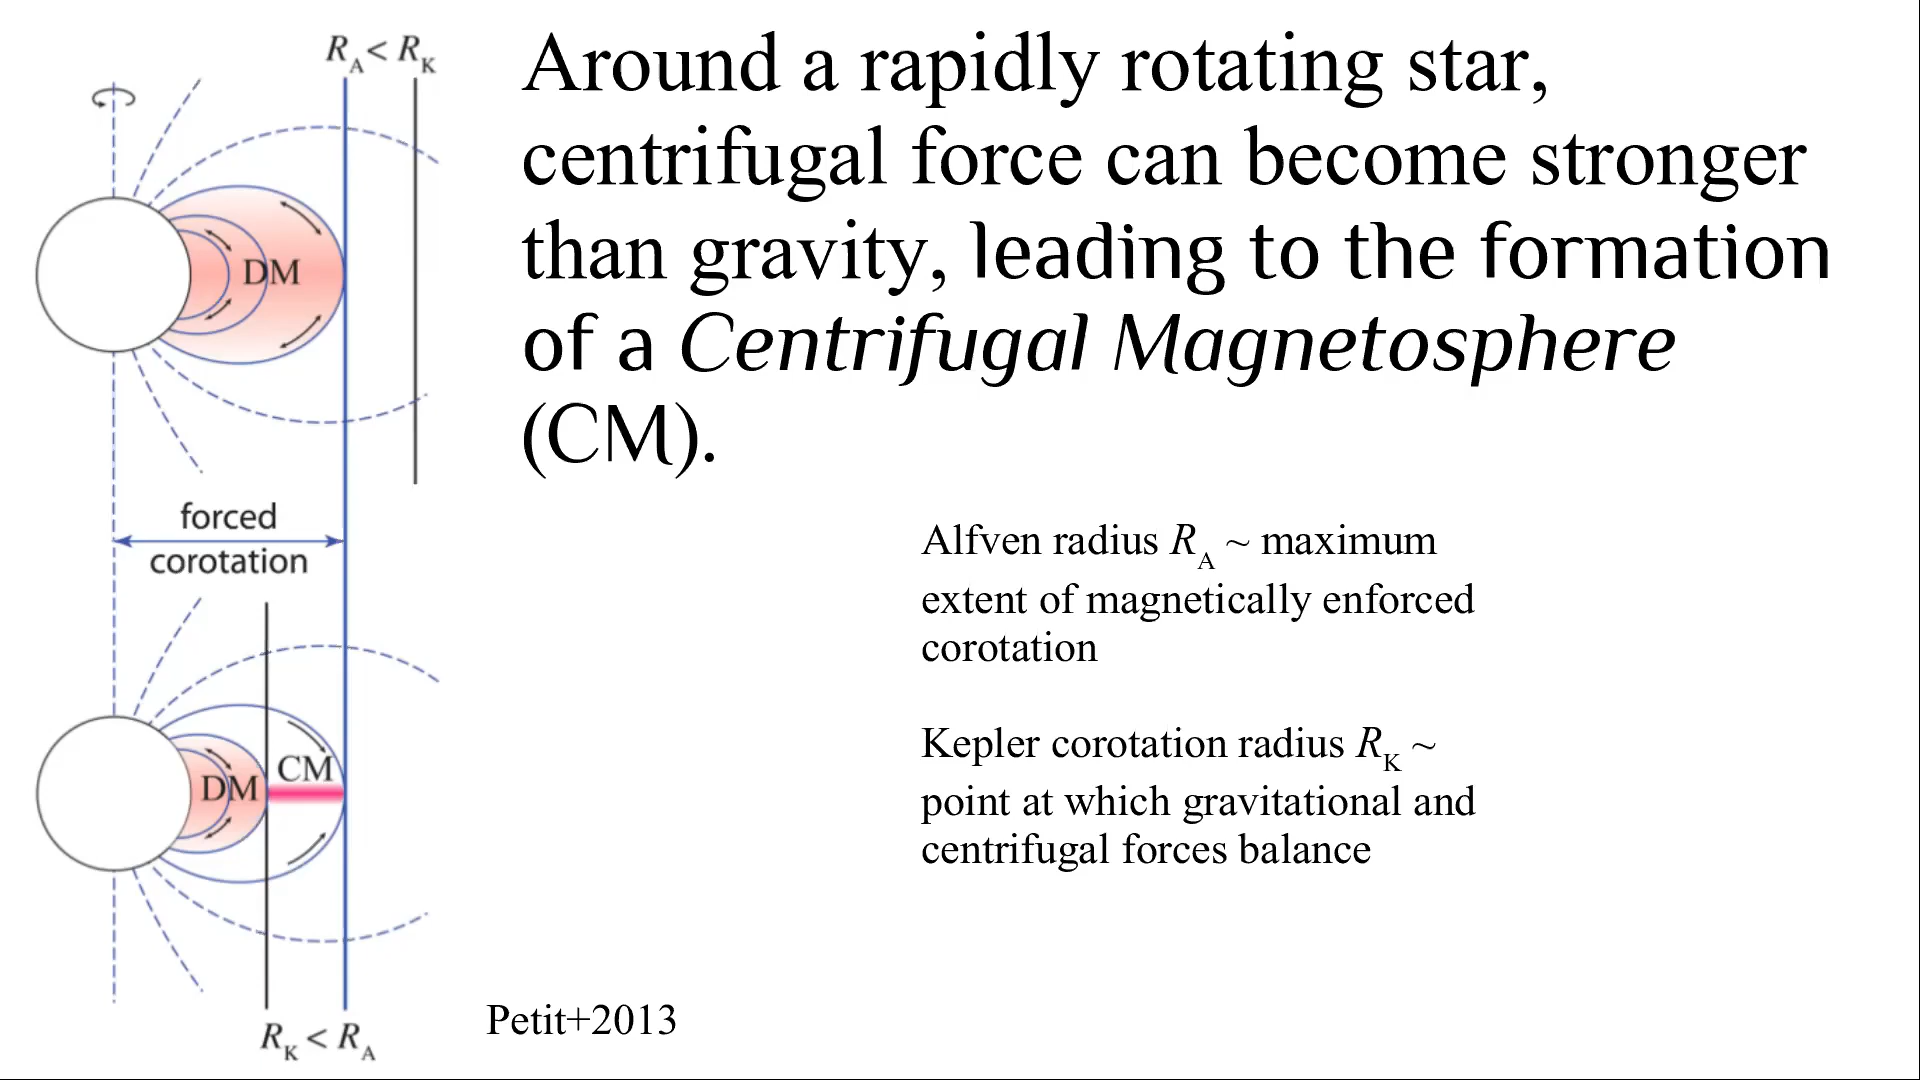 R_A < R_K
DM
forced
corotation
DM
CM
R_K < R_A
Around a rapidly rotating star,
centrifugal force can become stronger
than gravity, leading to the formation
of a Centrifugal Magnetosphere
(CM).
Alfven radius R_A ~ maximum
extent of magnetically enforced
corotation
Kepler corotation radius R_K ~
point at which gravitational and
centrifugal forces balance
Petit+2013